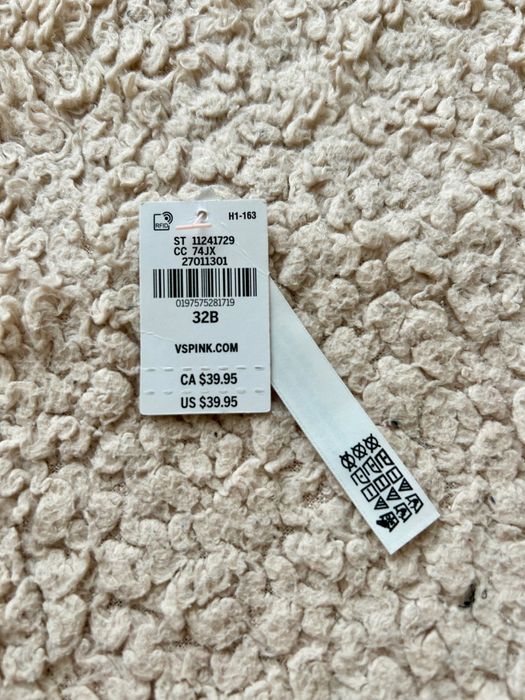 RFID
H1-163
ST 11241729
CC 74JX
27011301
0197575281719
32B
VSPINK.COM
CA $39.95
US $39.95